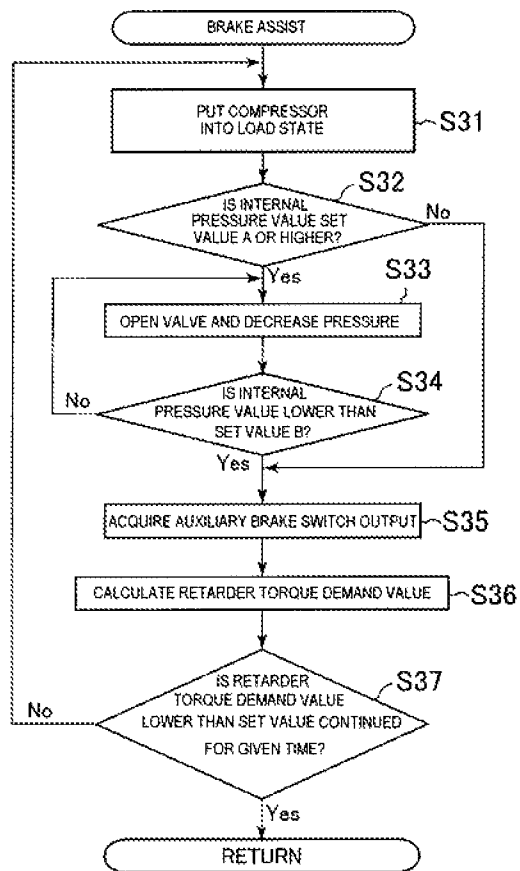 BRAKE ASSIST
PUT COMPRESSOR
INTO LOAD STATE
S31
S32
IS INTERNAL
PRESSURE VALUE SET
VALUE A OR HIGHER?
No
Yes
S33
OPEN VALVE AND DECREASE PRESSURE
S34
IS INTERNAL
PRESSURE VALUE LOWER THAN
SET VALUE B?
No
Yes
ACQUIRE AUXILIARY BRAKE SWITCH OUTPUT
S35
CALCULATE RETARDER TORQUE DEMAND VALUE
S36
S37
IS RETARDER
TORQUE DEMAND VALUE
LOWER THAN SET VALUE CONTINUED
FOR GIVEN TIME?
No
Yes
RETURN